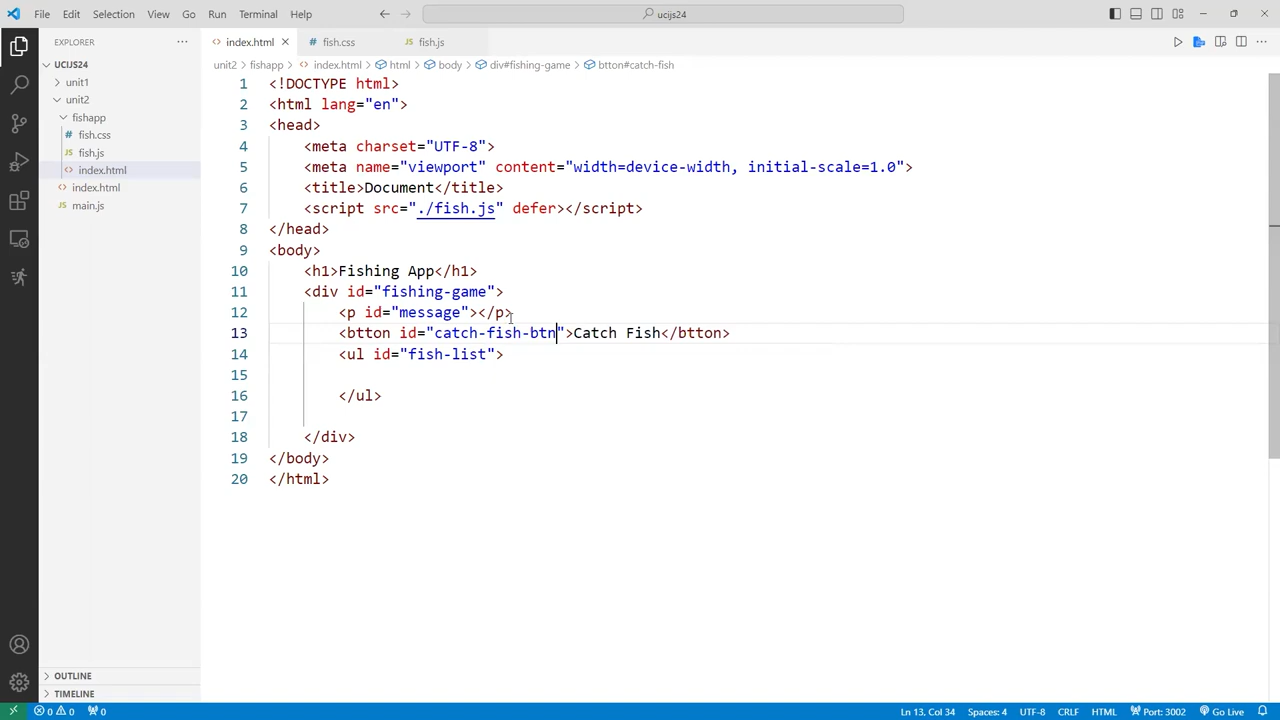 File Edit Selection View Go Run Terminal Help ucijs24
EXPLORER ...
index.html fish.css fish.js
UCIJS24
unit1
unit2
fishapp
fish.css
fish.js
index.html
index.html
main.js
unit2 > fishapp > index.html > html > body > div#fishing-game > btton#catch-fish
1 <!DOCTYPE html>
2 <html lang="en">
3 <head>
4 <meta charset="UTF-8">
5 <meta name="viewport" content="width=device-width, initial-scale=1.0">
6 <title>Document</title>
7 <script src="./fish.js" defer></script>
8 </head>
9 <body>
10 <h1>Fishing App</h1>
11 <div id="fishing-game">
12 <p id="message"></p>
13 <btton id="catch-fish-btn">Catch Fish</btton>
14 <ul id="fish-list">
15
16 </ul>
17
18 </div>
19 </body>
20 </html>
OUTLINE
TIMELINE
0 0 0 Ln 13, Col 34 Spaces: 4 UTF-8 CRLF HTML Port: 3002 Go Live